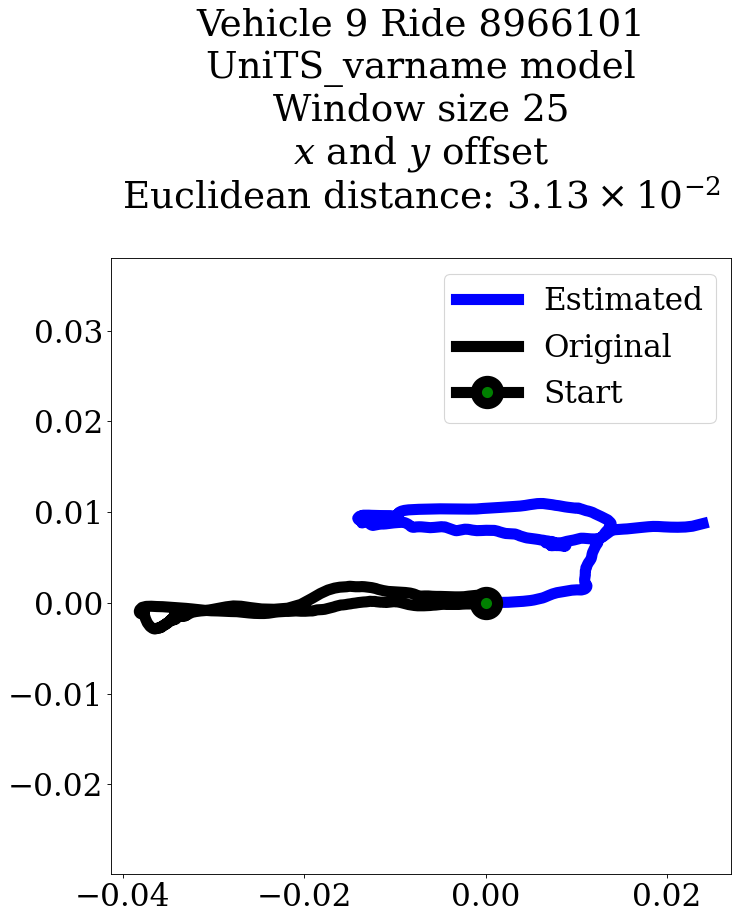 Vehicle 9 Ride 8966101
UniTS_varname model
Window size 25
x and y offset
Euclidean distance: 3.13 × 10⁻²
Estimated
Original
Start
0.03
0.02
0.01
0.00
−0.01
−0.02
−0.04 −0.02 0.00 0.02